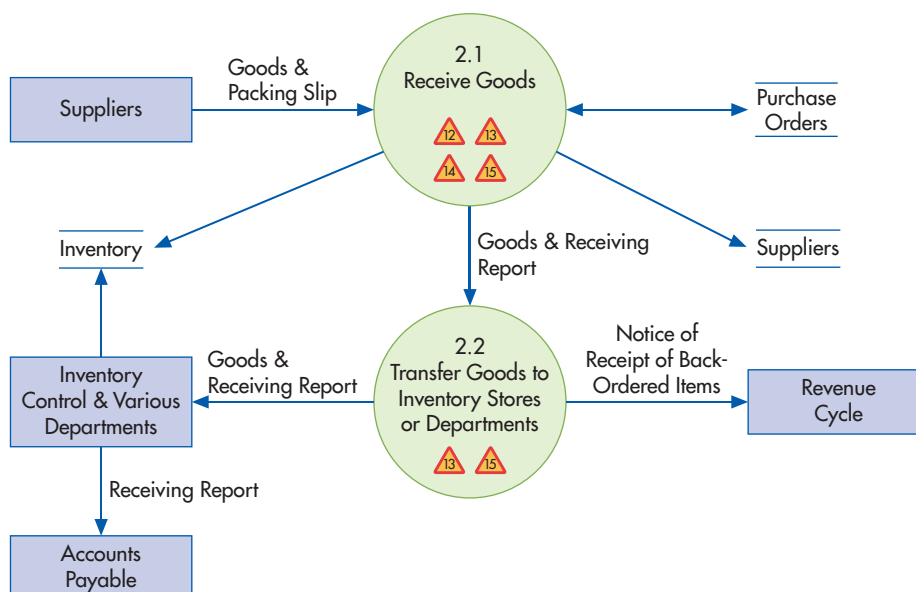 2.1
Receive Goods
12 13
14 15
Goods &
Packing Slip
Suppliers
Purchase
Orders
Inventory
Goods & Receiving
Report
Suppliers
2.2
Transfer Goods to
Inventory Stores
or Departments
13 15
Goods &
Receiving Report
Notice of
Receipt of Back-
Ordered Items
Inventory
Control & Various
Departments
Revenue
Cycle
Receiving Report
Accounts
Payable